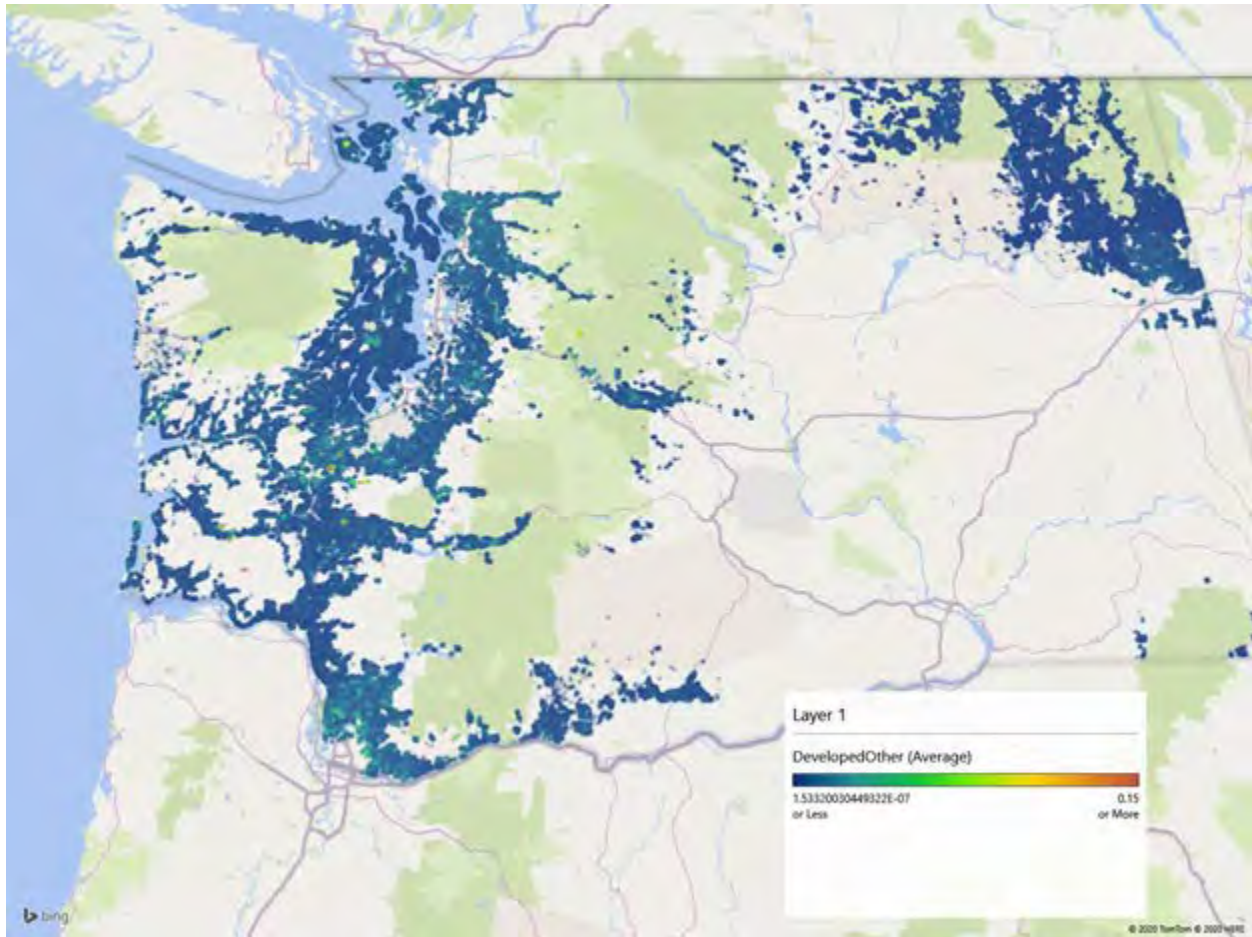 Layer 1
DevelopedOther (Average)
1.53320030449322E-07
0.15
or Less
or More
bing
© 2020 TomTom © 2020 HERE